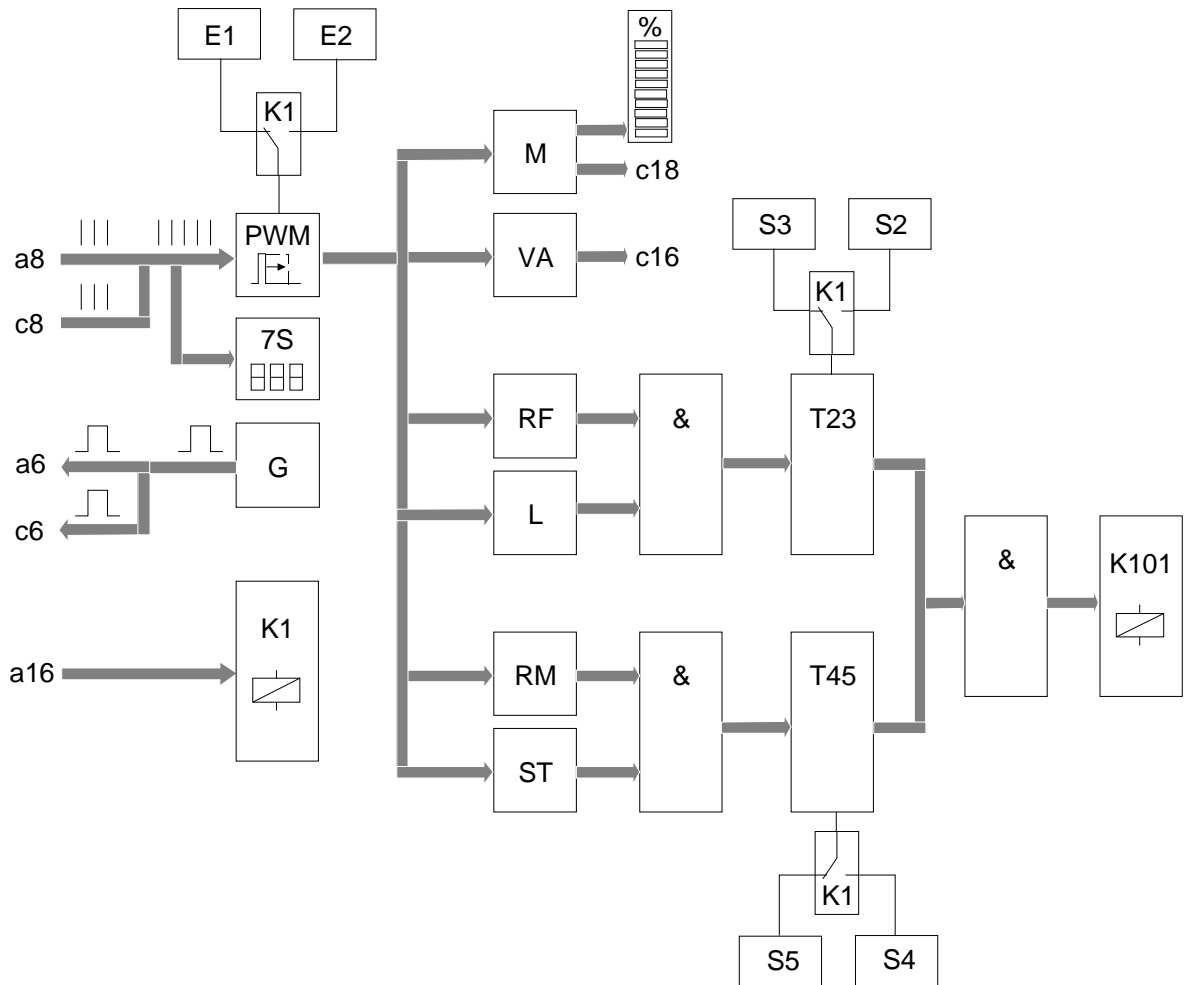 E1
E2
%
K1
M
c18
a8
PWM
VA
c16
S3
S2
K1
c8
7S
RF
&
T23
a6
G
c6
L
&
K101
K1
a16
RM
&
T45
ST
K1
S5
S4